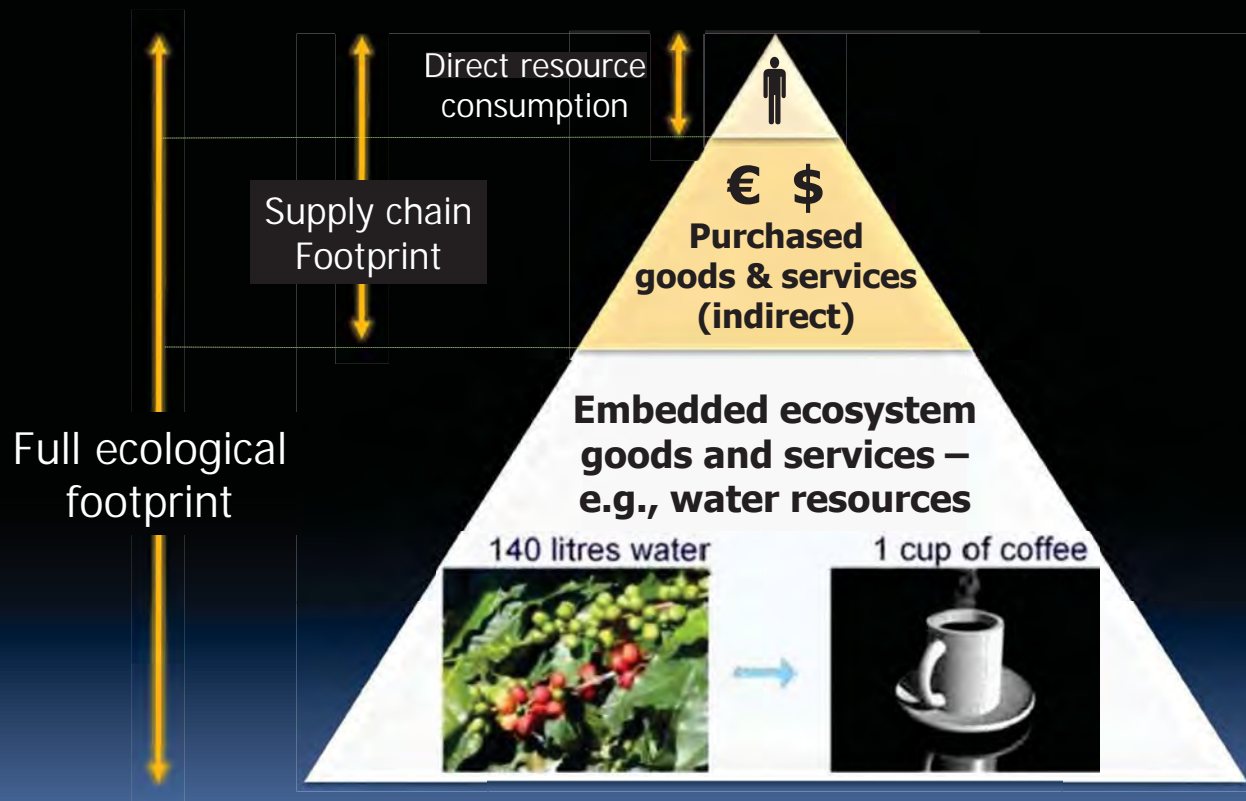 Direct resource
consumption
€ $
Purchased
goods & services
(indirect)
Supply chain
Footprint
Embedded ecosystem
goods and services –
e.g., water resources
Full ecological
footprint
140 litres water
1 cup of coffee